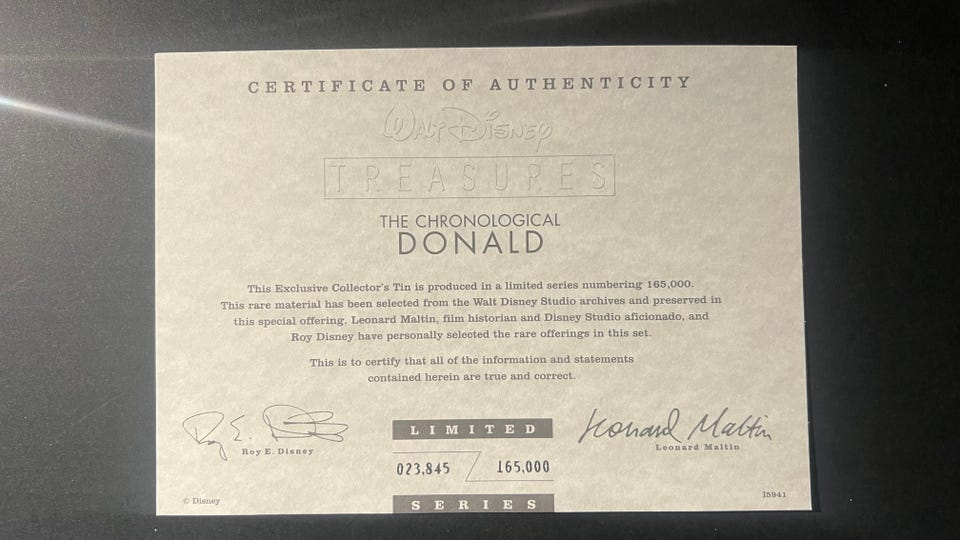 CERTIFICATE OF AUTHENTICITY
WALT DISNEY
TREASURES
THE CHRONOLOGICAL
DONALD
This Exclusive Collector's Tin is produced in a limited series numbering 165,000.
This rare material has been selected from the Walt Disney Studio archives and preserved in
this special offering. Leonard Maltin, film historian and Disney Studio aficionado, and
Roy Disney have personally selected the rare offerings in this set.
This is to certify that all of the information and statements
contained herein are true and correct.
Roy E. Disney
Leonard Maltin
Roy E. Disney
Leonard Maltin
LIMITED
023,845 / 165,000
SERIES
© Disney
15941